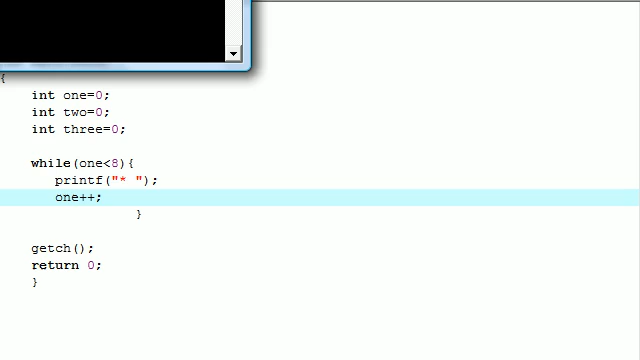 {
int one=0;
int two=0;
int three=0;
while(one<8){
printf("* ");
one++;
}
getch();
return 0;
}